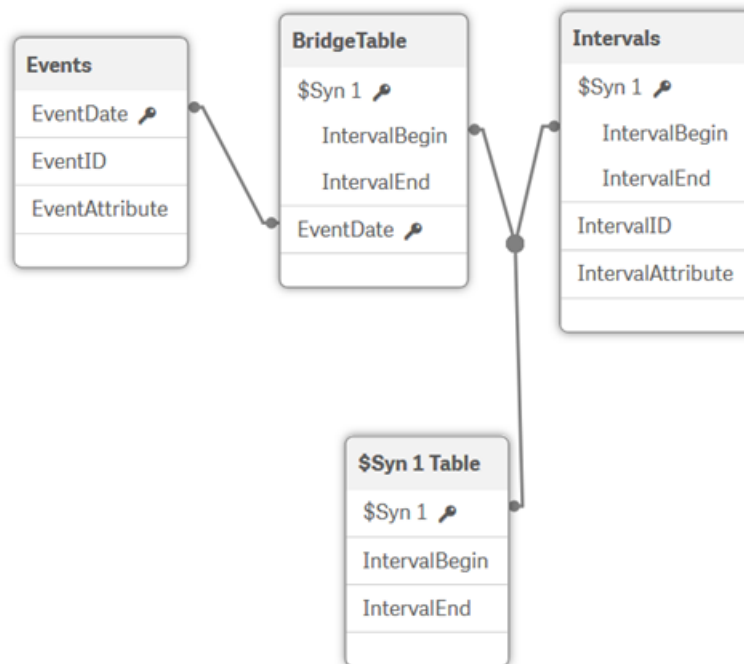 Events
EventDate
EventID
EventAttribute
BridgeTable
$Syn 1
IntervalBegin
IntervalEnd
EventDate
Intervals
$Syn 1
IntervalBegin
IntervalEnd
IntervalID
IntervalAttribute
$Syn 1 Table
$Syn 1
IntervalBegin
IntervalEnd